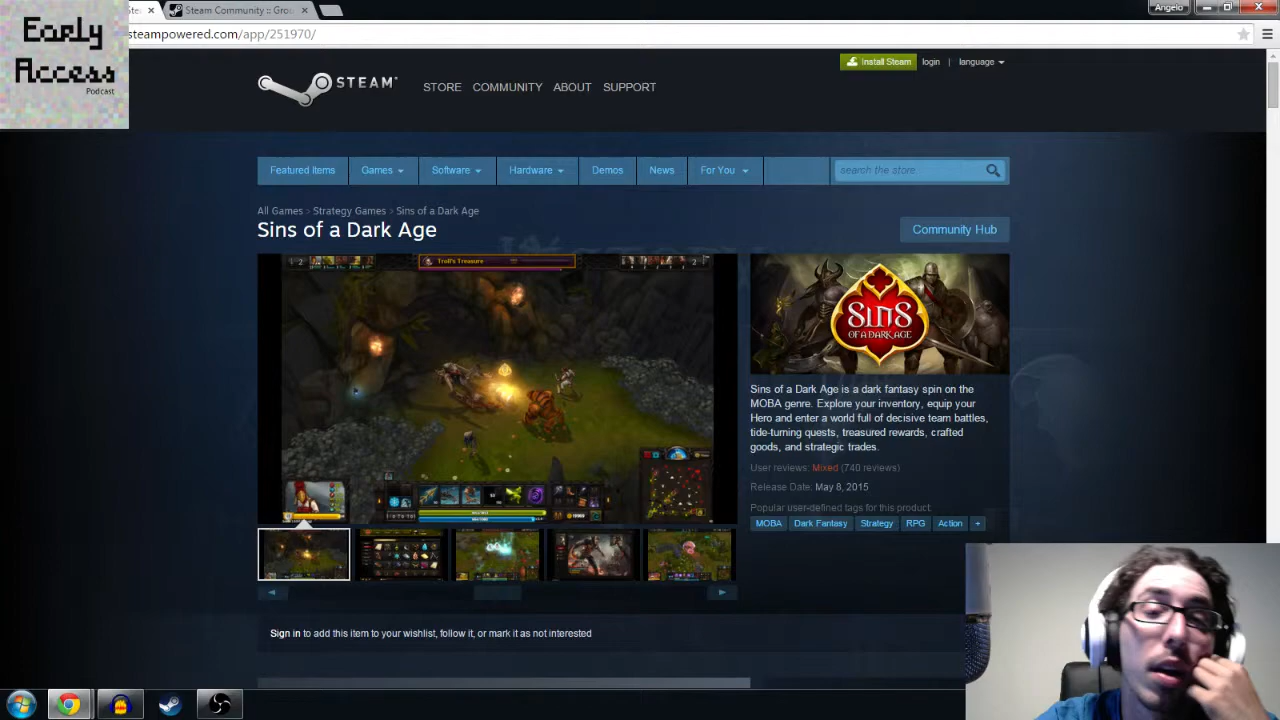 Early
Access
Podcast
Steam Community :: Gro
Angelo
steampowered.com/app/251970/
Install Steam login | language
STEAM
STORE COMMUNITY ABOUT SUPPORT
Featured Items Games Software Hardware Demos News For You search the store
All Games > Strategy Games > Sins of a Dark Age
Sins of a Dark Age
Community Hub
Troll's Treasure
SINS
OF A DARK AGE
Sins of a Dark Age is a dark fantasy spin on the
MOBA genre. Explore your inventory, equip your
Hero and enter a world full of decisive team battles,
tide-turning quests, treasured rewards, crafted
goods, and strategic trades.
User reviews: Mixed (740 reviews)
Release Date: May 8, 2015
Popular user-defined tags for this product:
MOBA Dark Fantasy Strategy RPG Action +
Sign in to add this item to your wishlist, follow it, or mark it as not interested